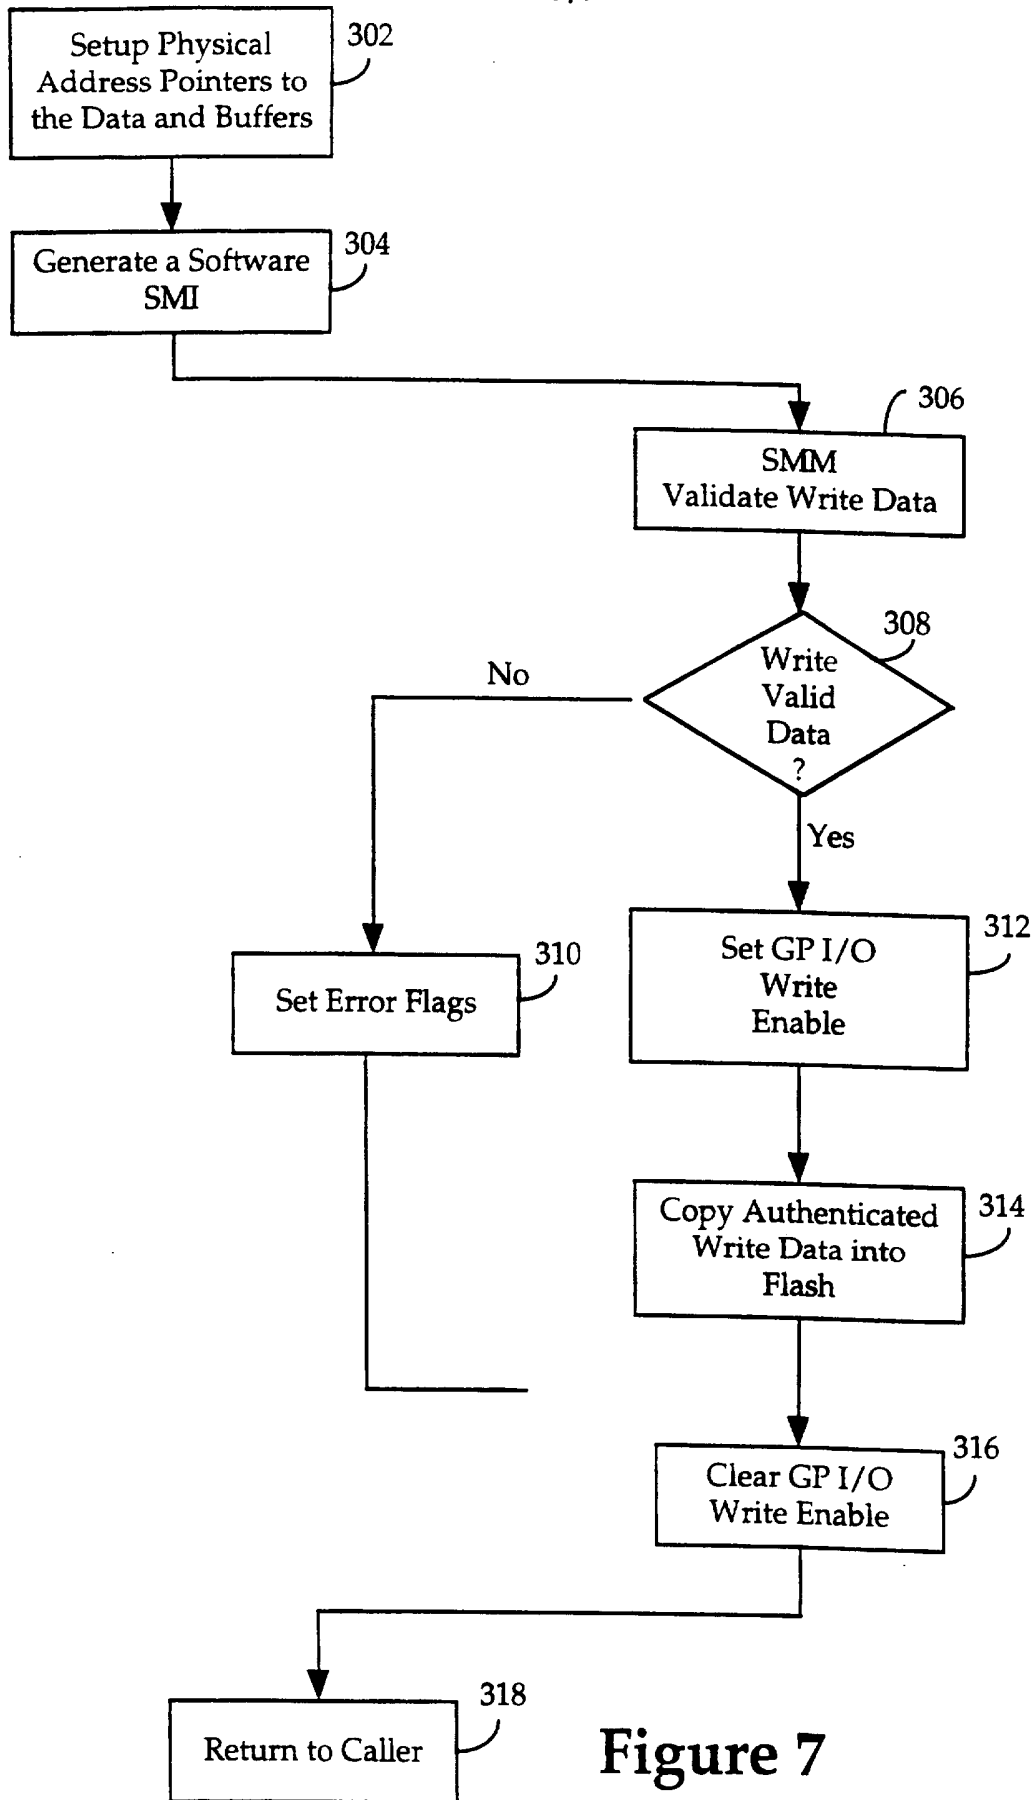 Setup Physical
Address Pointers to
the Data and Buffers
302
Generate a Software
SMI
304
306
SMM
Validate Write Data
308
Write
Valid
Data
?
No
Yes
310
Set Error Flags
312
Set GP I/O
Write
Enable
314
Copy Authenticated
Write Data into
Flash
316
Clear GP I/O
Write Enable
318
Return to Caller
Figure 7